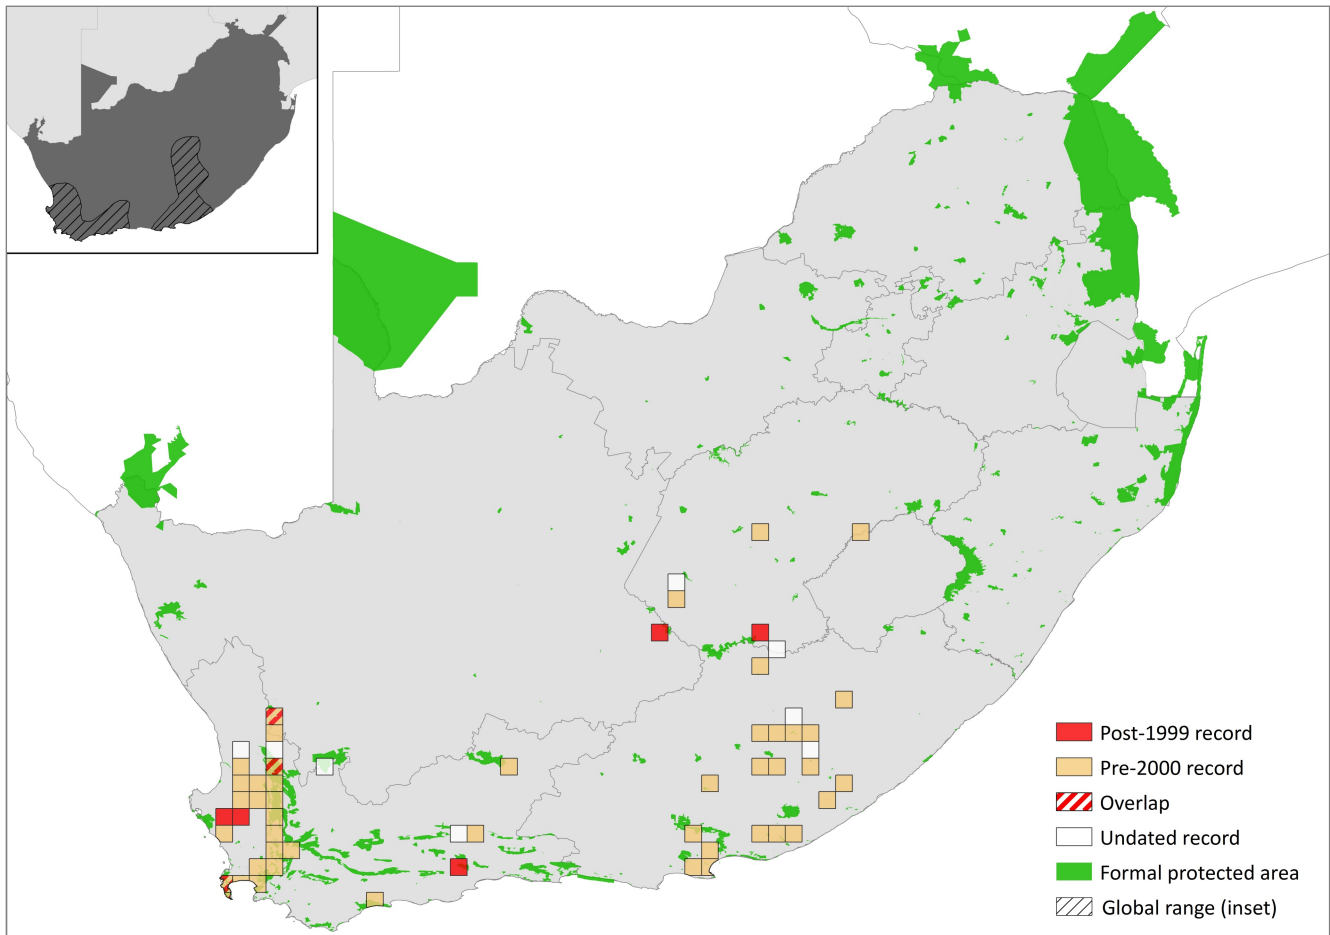 Post-1999 record
Pre-2000 record
Overlap
Undated record
Formal protected area
Global range (inset)